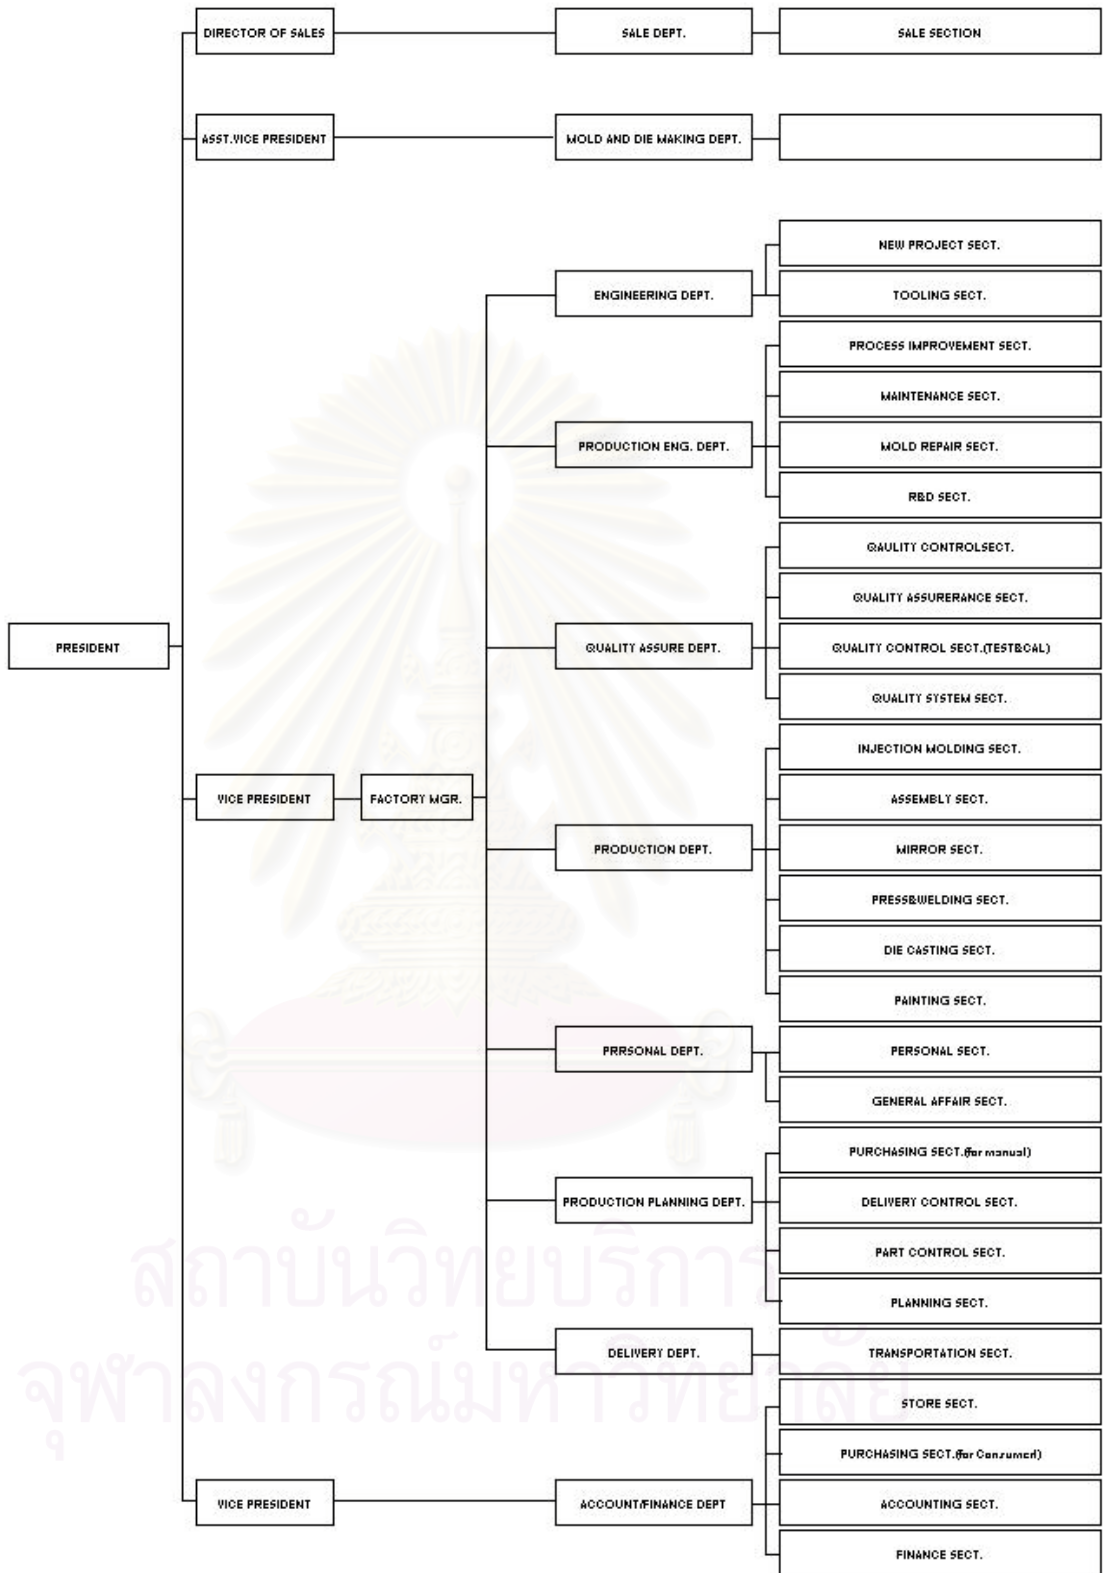 DIRECTOR OF SALES
SALE DEPT.
SALE SECTION
ASST.VICE PRESIDENT
MOLD AND DIE MAKING DEPT.
NEW PROJECT SECT.
ENGINEERING DEPT.
TOOLING SECT.
PROCESS IMPROVEMENT SECT.
MAINTENANCE SECT.
PRODUCTION ENG. DEPT.
MOLD REPAIR SECT.
R&D SECT.
QAULITY CONTROLSECT.
QUALITY ASSURERANCE SECT.
PRESIDENT
QUALITY ASSURE DEPT.
QUALITY CONTROL SECT.(TEST&CAL)
QUALITY SYSTEM SECT.
INJECTION MOLDING SECT.
VICE PRESIDENT
FACTORY MGR.
ASSEMBLY SECT.
PRODUCTION DEPT.
MIRROR SECT.
PRESS&WELDING SECT.
DIE CASTING SECT.
PAINTING SECT.
PRRSONAL DEPT.
PERSONAL SECT.
GENERAL AFFAIR SECT.
PURCHASING SECT.(for manual)
PRODUCTION PLANNING DEPT.
DELIVERY CONTROL SECT.
PART CONTROL SECT.
PLANNING SECT.
DELIVERY DEPT.
TRANSPORTATION SECT.
STORE SECT.
PURCHASING SECT.(for Consumerl)
VICE PRESIDENT
ACCOUNT/FINANCE DEPT
ACCOUNTING SECT.
FINANCE SECT.
สถาบันวิทยบริการ
จุฬาลงกรณ์มหาวิทยาลัย